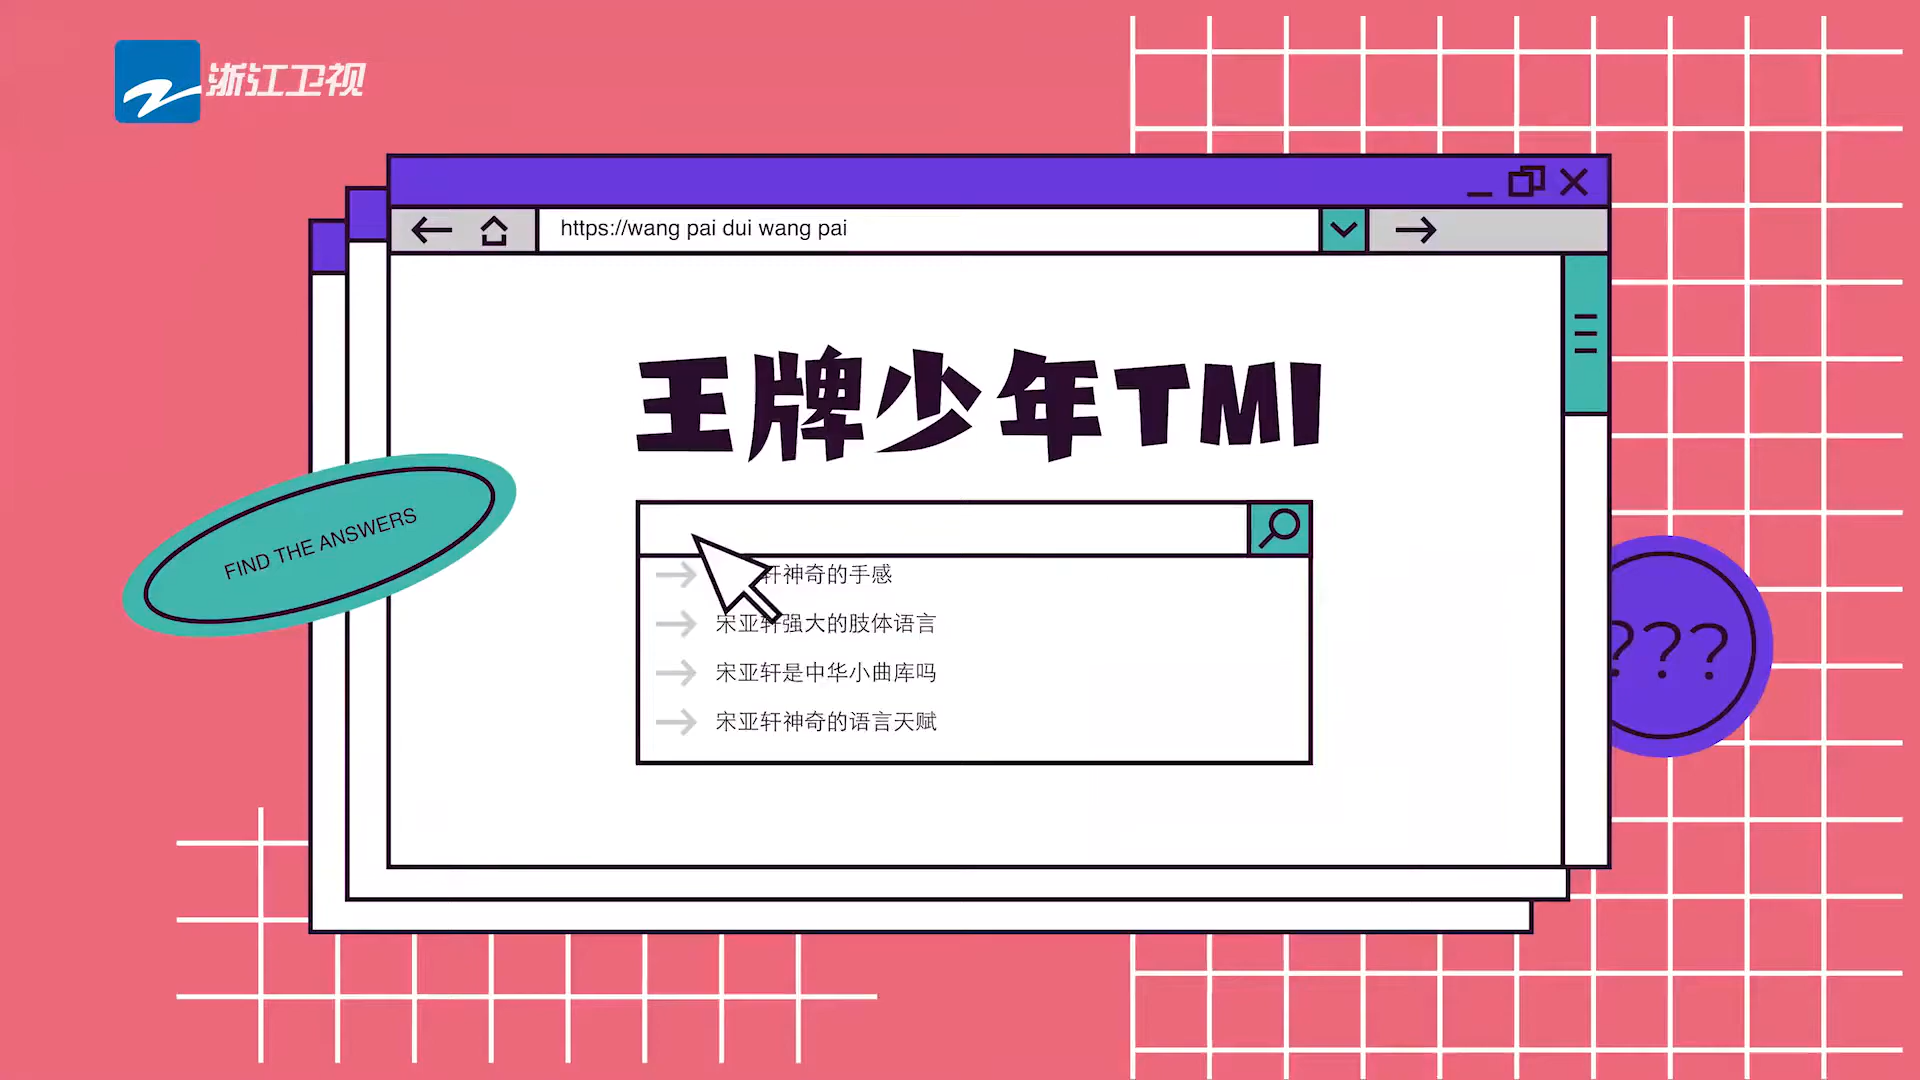 浙江卫视
https://wang pai dui wang pai
王牌少年TMI
FIND THE ANSWERS
轩神奇的手感
宋亚轩强大的肢体语言
宋亚轩是中华小曲库吗
宋亚轩神奇的语言天赋
???